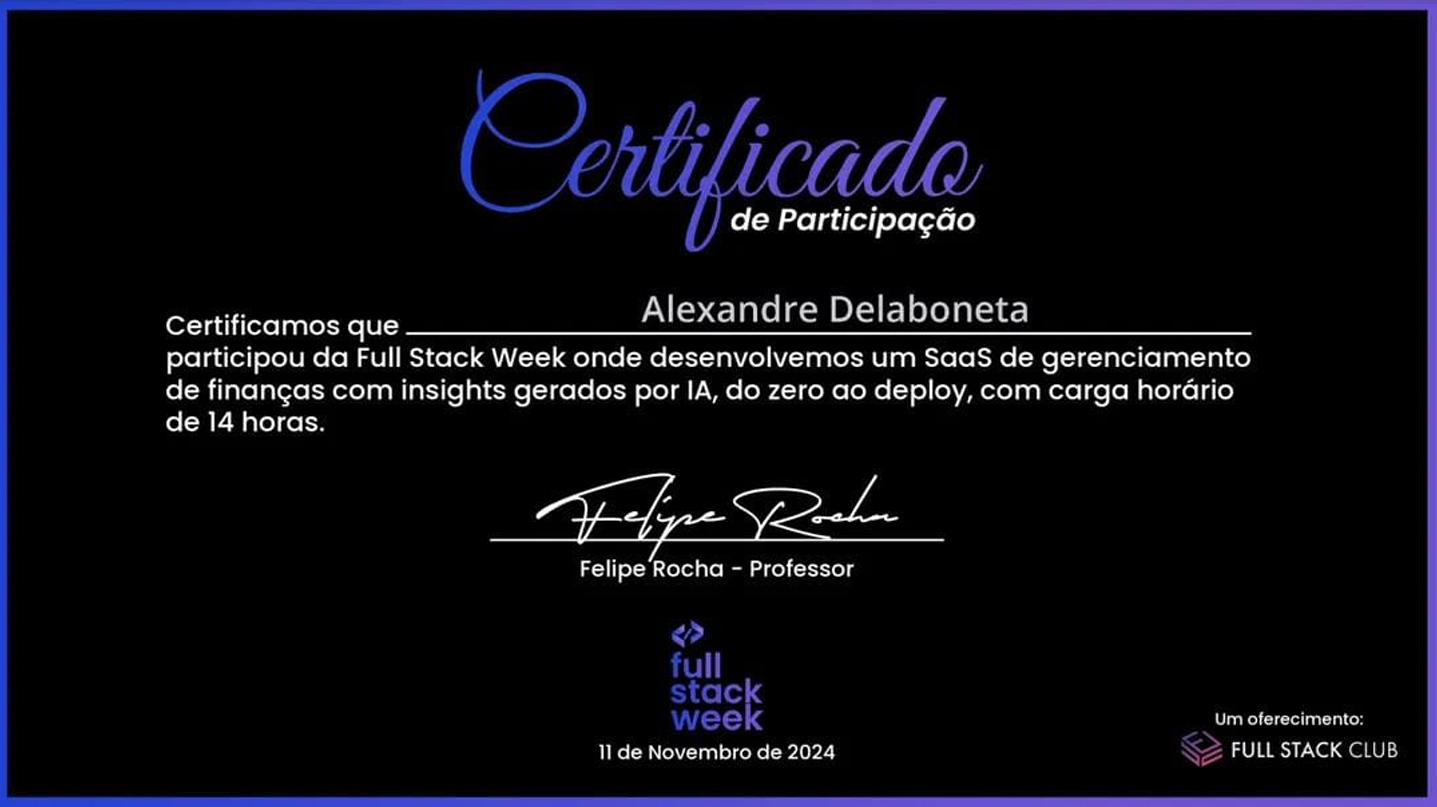 Certificado
de Participação
Alexandre Delaboneta
Certificamos que
participou da Full Stack Week onde desenvolvemos um SaaS de gerenciamento
de finanças com insights gerados por IA, do zero ao deploy, com carga horário
de 14 horas.
Felipe Rocha
Felipe Rocha - Professor
full
stack
week
11 de Novembro de 2024
Um oferecimento:
FULL STACK CLUB